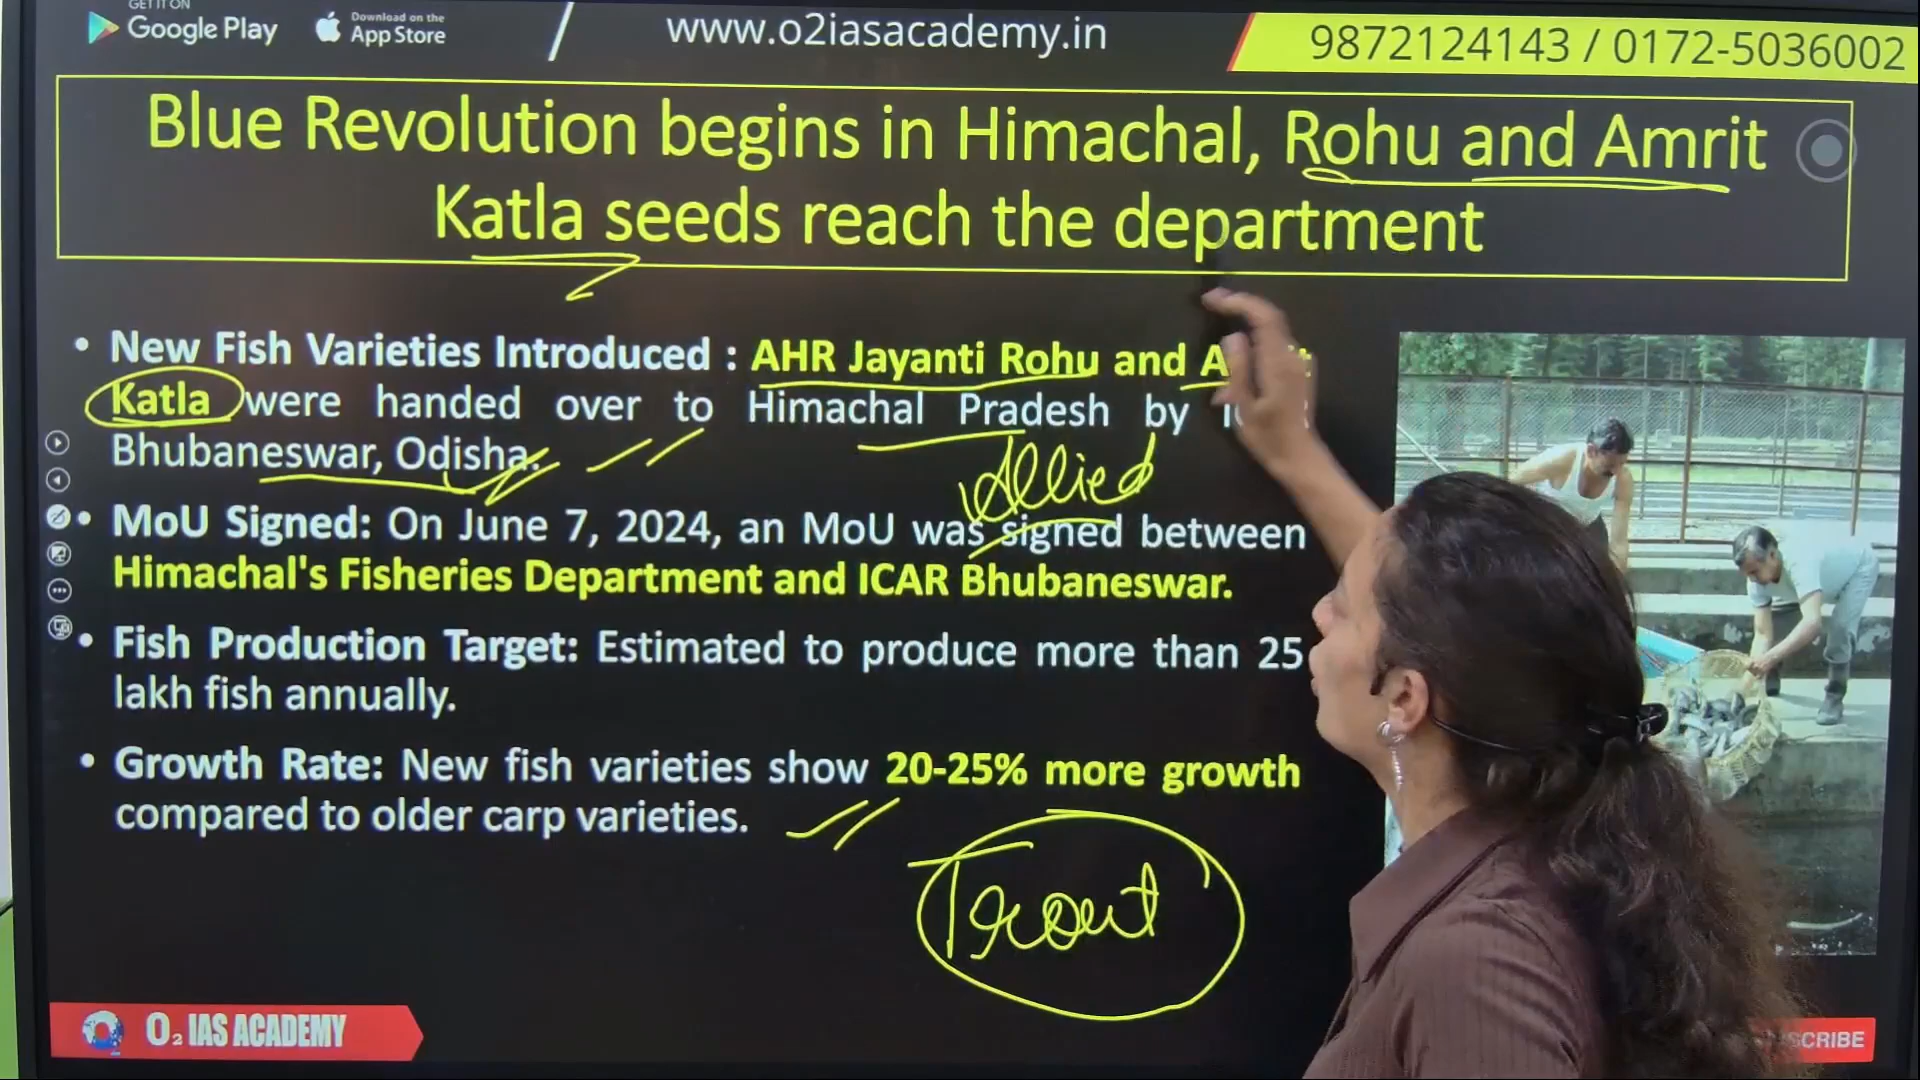 GET IT ON
Google Play
Download on the
App Store
www.o2iasacademy.in
9872124143 / 0172-5036002
Blue Revolution begins in Himachal, Rohu and Amrit
Katla seeds reach the department
• New Fish Varieties Introduced : AHR Jayanti Rohu and
Katla were handed over to Himachal Pradesh by
Bhubaneswar, Odisha.
Allied
• MoU Signed: On June 7, 2024, an MoU was signed between
Himachal's Fisheries Department and ICAR Bhubaneswar.
• Fish Production Target: Estimated to produce more than 25
lakh fish annually.
• Growth Rate: New fish varieties show 20-25% more growth
compared to older carp varieties.
Trout
O2 IAS ACADEMY
SCRIBE